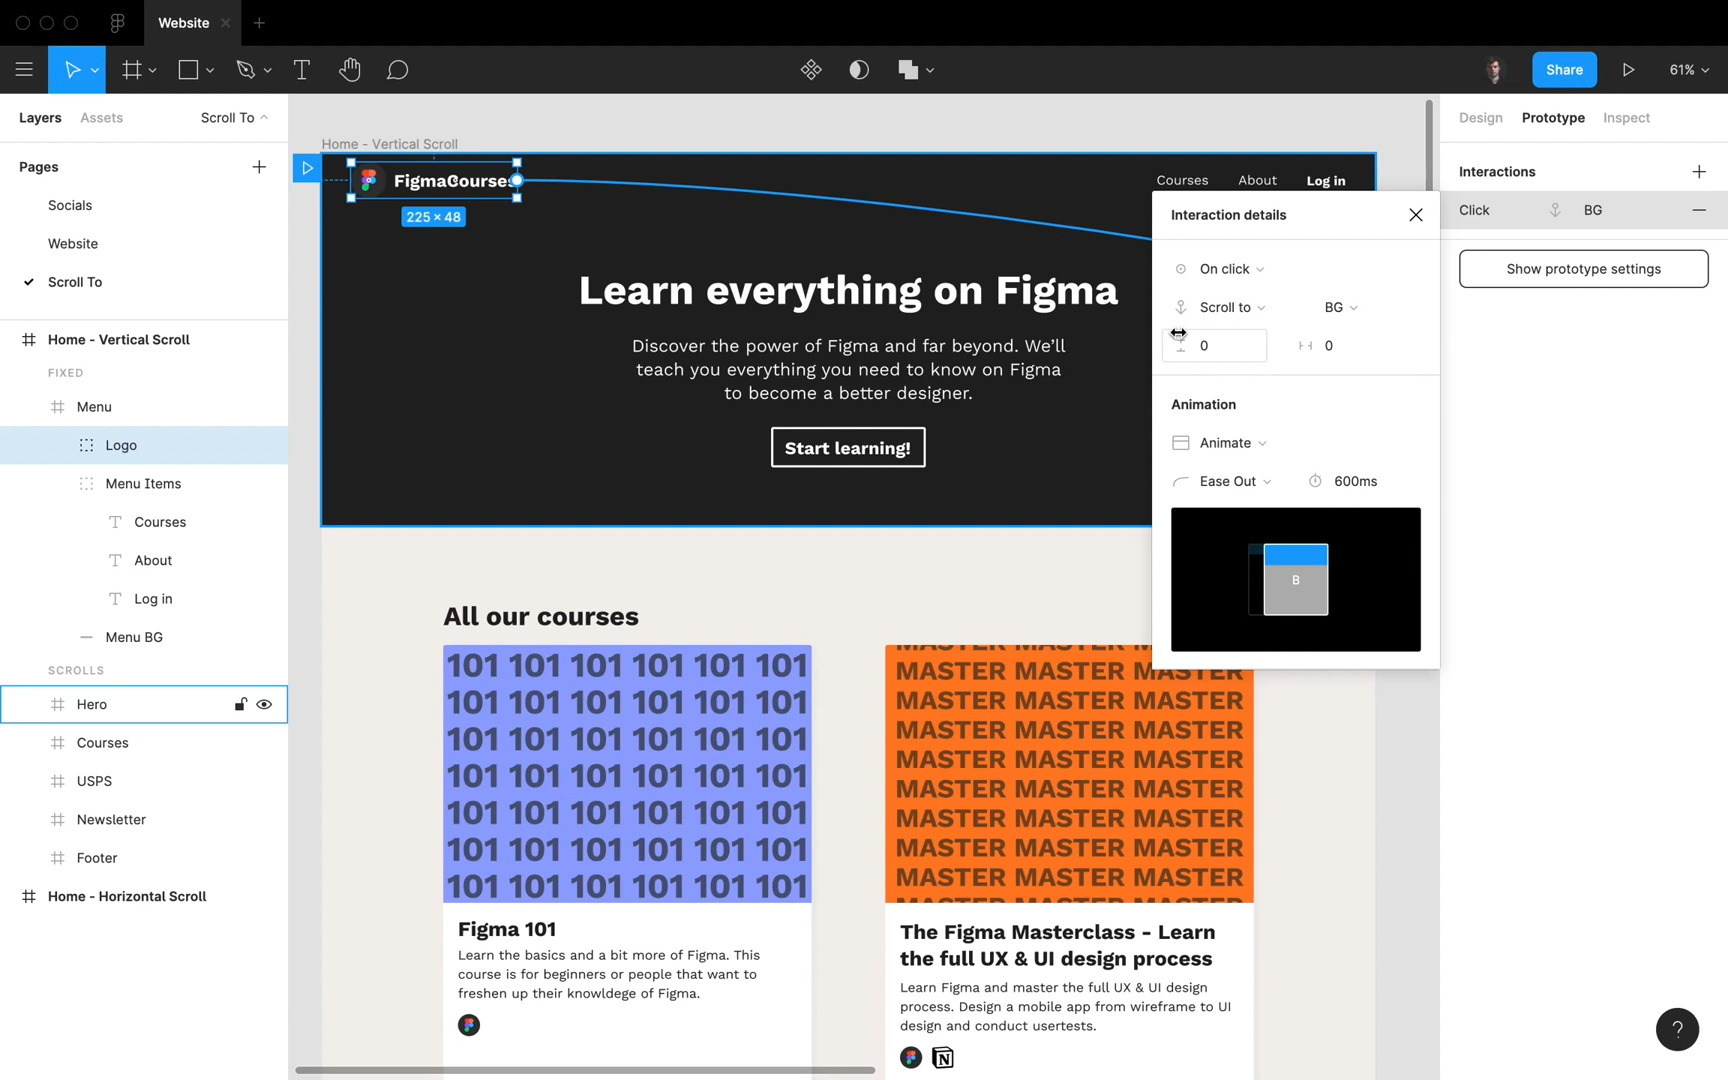 Website
Share
61%
Layers
Assets
Scroll To
Pages
Socials
Website
Scroll To
Home - Vertical Scroll
FIXED
Menu
Logo
Menu Items
Courses
About
Log in
Menu BG
SCROLLS
Hero
Courses
USPS
Newsletter
Footer
Home - Horizontal Scroll
Home - Vertical Scroll
FigmaCourses
225 × 48
Courses
About
Log in
Learn everything on Figma
Discover the power of Figma and far beyond. We’ll
teach you everything you need to know on Figma
to become a better designer.
Start learning!
All our courses
101 101 101 101 101 101
101 101 101 101 101 101
101 101 101 101 101 101
101 101 101 101 101 101
101 101 101 101 101 101
101 101 101 101 101 101
101 101 101 101 101 101
Figma 101
Learn the basics and a bit more of Figma. This
course is for beginners or people that want to
freshen up their knowldege of Figma.
MASTER MASTER MASTER
MASTER MASTER MASTER
MASTER MASTER MASTER
MASTER MASTER MASTER
MASTER MASTER MASTER
MASTER MASTER MASTER
MASTER MASTER MASTER
MASTER MASTER MASTER
MASTER MASTER MASTER
The Figma Masterclass - Learn
the full UX & UI design process
Learn Figma and master the full UX & UI design
process. Design a mobile app from wireframe to UI
design and conduct usertests.
N
Interaction details
On click
Scroll to
BG
0
0
Animation
Animate
Ease Out
600ms
B
Design
Prototype
Inspect
Interactions
Click
BG
Show prototype settings
?